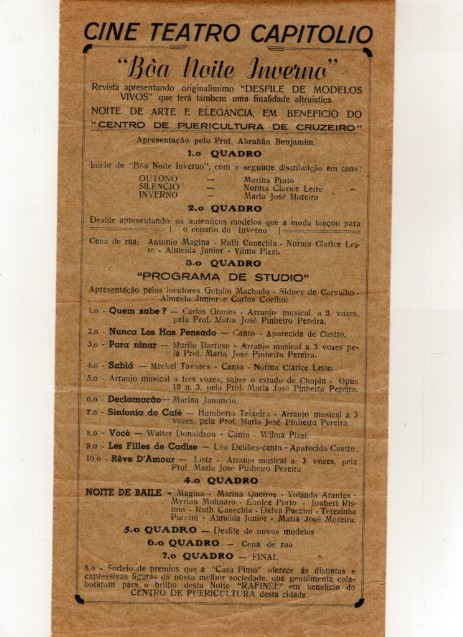 CINE TEATRO CAPITOLIO
"Bôa Noite Inverno"
Revista apresentando originalissimo "DESFILE DE MODELOS
VIVOS" que terá tambem uma finalidade altruistica.
NOITE DE ARTE E ELEGANCIA, EM BENEFICIO DO
"CENTRO DE PUERICULTURA DE CRUZEIRO"
Apresentação pelo Prof. Abrahão Benjamim.
1.o QUADRO
Inicio de "Bôa Noite Inverno", com a seguinte distribuição em cena:
OUTONO — Marina Pinto
SILENCIO — Norma Clarice Leite
INVERNO — Maria José Moreira
2.o QUADRO
Desfile apresentando: os autenticos modelos que a moda lançou para
o cenario do Inverno
Cena de rua: Antonio Magina - Ruth Canechia - Norma Clarice Lei-
te - Almeida Junior - Vilma Pizzi.
3.o QUADRO
"PROGRAMA DE STUDIO"
Apresentação pelos locutores Getulio Machado - Sidney de Carvalho -
Almeida Junior e Carlos Coelho:
1.o - Quem sabe ? — Carlos Gomes - Arranjo musical a 3 vozes,
pela Prof. Maria José Pinheiro Pereira.
2.o - Nunca Los Has Pensado - Canto - Aparecida de Castro.
3.o - Para ninar - Murilo Barroso - Arranjo musical a 3 vozes pe-
la Prof. Maria José Pinheiro Pereira.
4.o - Sabiá — Meckel Tavares - Canto - Norma Clarice Leite.
5.o - Arranjo musical a tres vozes, sobre o estudo de Chopin - Opus
10 n. 3, pela Prof. Maria José Pinheiro Pereira.
6.o - Declamação — Marina Januncio.
7.o - Sinfonia do Café — Humberto Teixeira - Arranjo musical a 3
vozes, pela Prof. Maria José Pinheiro Pereira.
8.o - Você — Walter Donaldson - Canto - Wilma Pizzi.
9.o - Les Filles de Cadise — Léo Delibes-canto - Aparecida Castro.
10.o - Rêve D'Amour — Listz - Arranjo musical a 3 vozes, pela
Prof. Maria José Pinheiro Pereira.
4.o QUADRO
NOITE DE BAILE - Magina - Marina Queiros - Yolanda Arantes -
Myrian Molinaro - Eunice Porto - Joubert Ris-
toni - Ruth Canechia - Dalva Puccini - Terezinha
Puccini - Almeida Junior - Maria José Moreira.
5.o QUADRO — Desfile de novos modelos
6.o QUADRO — Cena de rua
7.o QUADRO — FINAL
8.o - Sorteio de premios que a "Casa Pinto" oferece ás distintas e
expressivas figuras da nossa melhor sociedade, que gentilmente cola-
boraram para o brilho desta Noite "RAFINÉE" em beneficio do
CENTRO DE PUERICULTURA desta cidade.